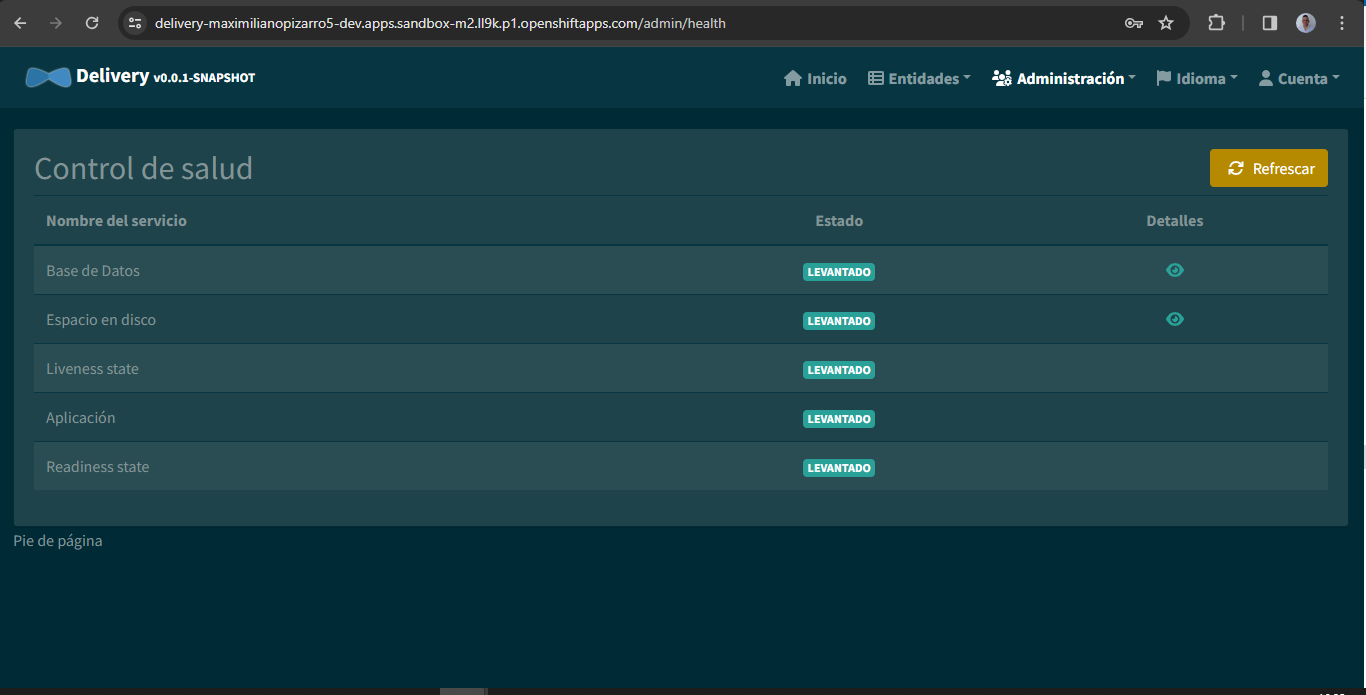 delivery-maximilianopizarro5-dev.apps.sandbox-m2.ll9k.p1.openshiftapps.com/admin/health
Delivery v0.0.1-SNAPSHOT
Inicio Entidades Administración Idioma Cuenta
Control de salud
Refrescar
Nombre del servicio Estado Detalles
Base de Datos LEVANTADO
Espacio en disco LEVANTADO
Liveness state LEVANTADO
Aplicación LEVANTADO
Readiness state LEVANTADO
Pie de página